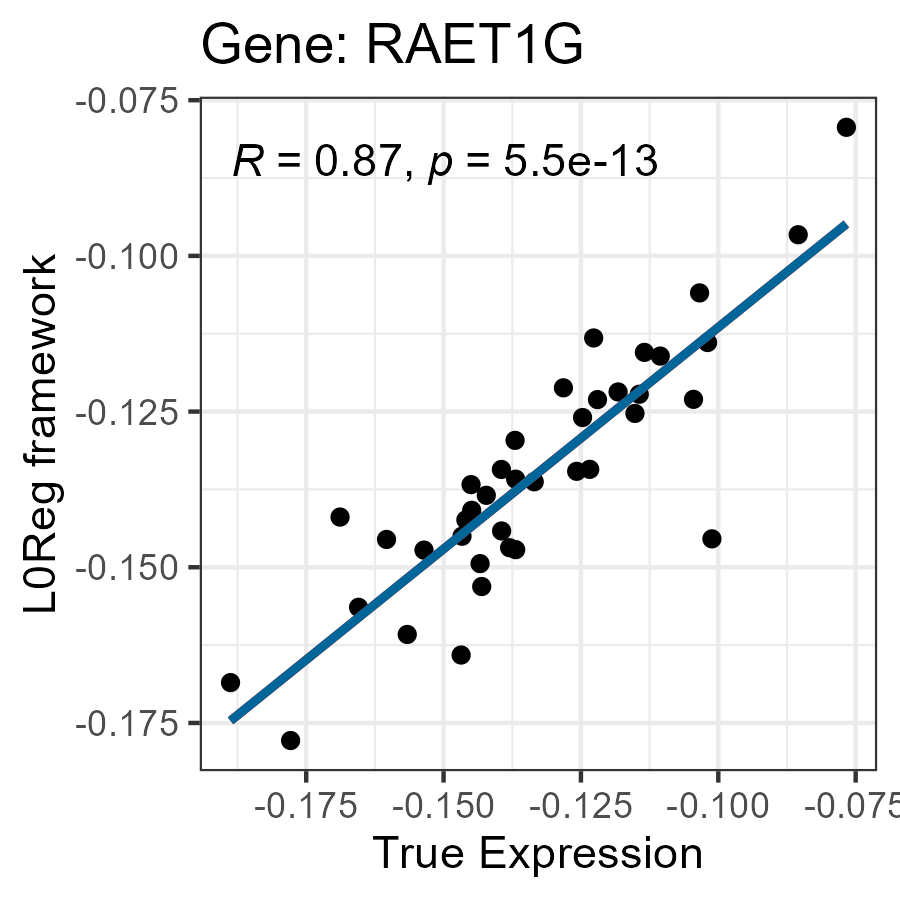 Gene: RAET1G
R = 0.87, p = 5.5e-13
L0Reg framework
-0.075
-0.100
-0.125
-0.150
-0.175
-0.175 -0.150 -0.125 -0.100 -0.075
True Expression